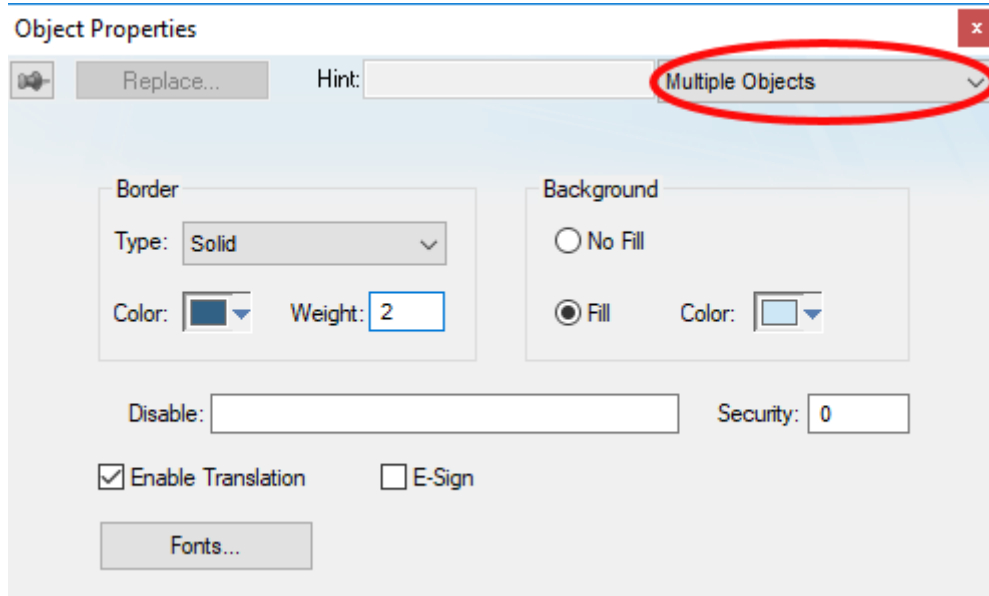 Object Properties
x
Replace... Hint: Multiple Objects
Border Background
Type: Solid No Fill
Color: Weight: 2 Fill Color:
Disable: Security: 0
Enable Translation E-Sign
Fonts...